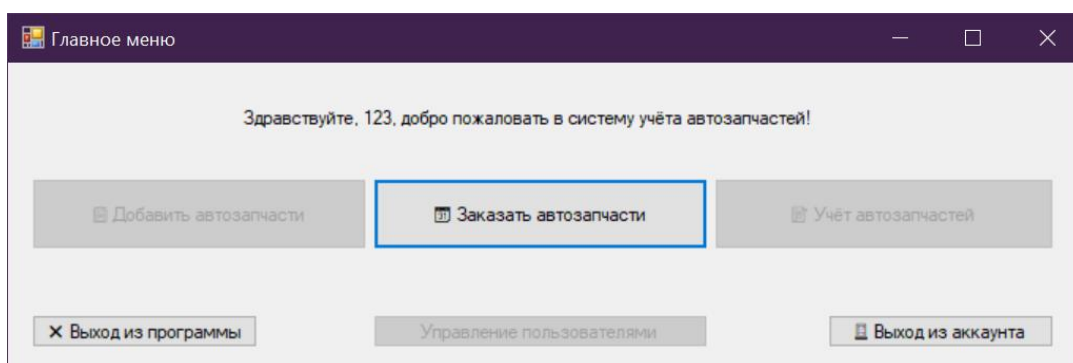 Главное меню
Здравствуйте, 123, добро пожаловать в систему учёта автозапчастей!
Добавить автозапчасти
Заказать автозапчасти
Учёт автозапчастей
Выход из программы
Управление пользователями
Выход из аккаунта